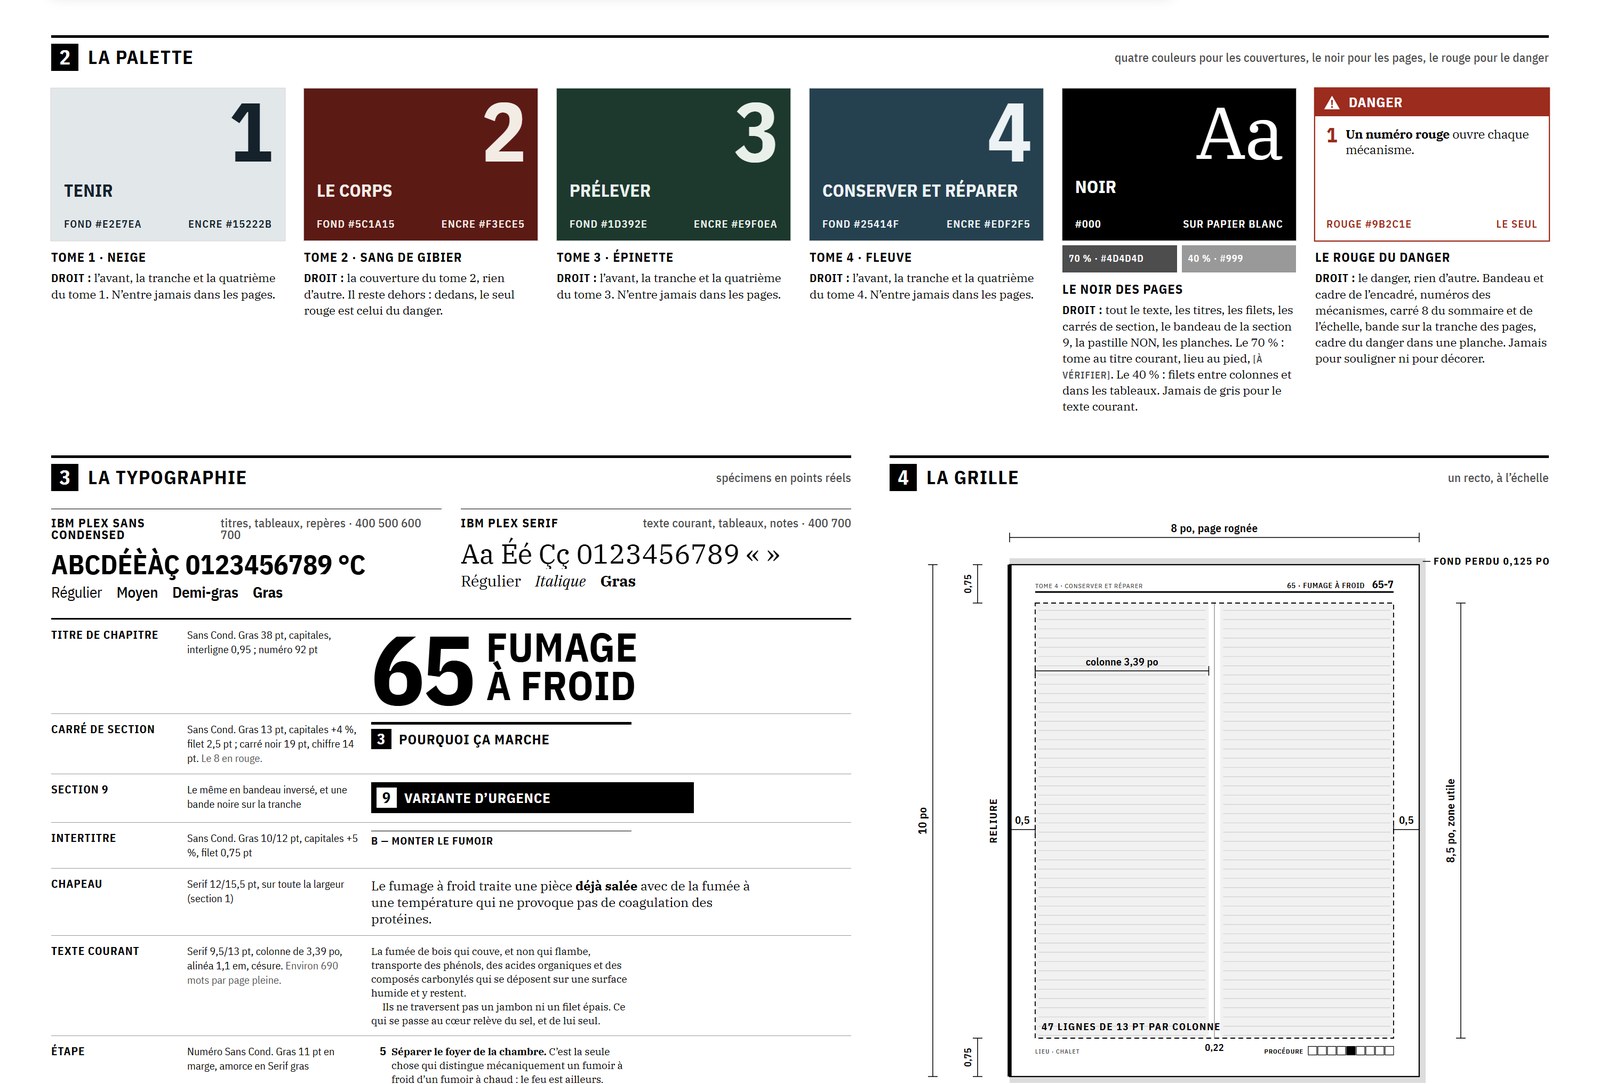 2 LA PALETTE
quatre couleurs pour les couvertures, le noir pour les pages, le rouge pour le danger
1
TENIR
FOND #E2E7EA ENCRE #15222B
TOME 1 · NEIGE
DROIT : l’avant, la tranche et la quatrième
du tome 1. N’entre jamais dans les pages.
2
LE CORPS
FOND #5C1A15 ENCRE #F3ECE5
TOME 2 · SANG DE GIBIER
DROIT : la couverture du tome 2, rien
d’autre. Il reste dehors : dedans, le seul
rouge est celui du danger.
3
PRÉLEVER
FOND #1D392E ENCRE #E9F0EA
TOME 3 · ÉPINETTE
DROIT : l’avant, la tranche et la quatrième
du tome 3. N’entre jamais dans les pages.
4
CONSERVER ET RÉPARER
FOND #25414F ENCRE #EDF2F5
TOME 4 · FLEUVE
DROIT : l’avant, la tranche et la quatrième
du tome 4. N’entre jamais dans les pages.
Aa
NOIR
#000 SUR PAPIER BLANC
70 % · #4D4D4D 40 % · #999
LE NOIR DES PAGES
DROIT : tout le texte, les titres, les filets, les
carrés de section, le bandeau de la section
9, la pastille NON, les planches. Le 70 % :
tome au titre courant, lieu au pied, [À
VÉRIFIER]. Le 40 % : filets entre colonnes et
dans les tableaux. Jamais de gris pour le
texte courant.
DANGER
1 Un numéro rouge ouvre chaque
mécanisme.
ROUGE #9B2C1E LE SEUL
LE ROUGE DU DANGER
DROIT : le danger, rien d’autre. Bandeau et
cadre de l’encadré, numéros des
mécanismes, carré 8 du sommaire et de
l’échelle, bande sur la tranche des pages,
cadre du danger dans une planche. Jamais
pour souligner ni pour décorer.
3 LA TYPOGRAPHIE
spécimens en points réels
IBM PLEX SANS
CONDENSED
titres, tableaux, repères · 400 500 600
700
ABCDÉÈÀÇ 0123456789 °C
Régulier Moyen Demi-gras Gras
IBM PLEX SERIF
texte courant, tableaux, notes · 400 700
Aa Éé Çç 0123456789 « »
Régulier Italique Gras
TITRE DE CHAPITRE
Sans Cond. Gras 38 pt, capitales,
interligne 0,95 ; numéro 92 pt
65 FUMAGE
À FROID
CARRÉ DE SECTION
Sans Cond. Gras 13 pt, capitales +4 %,
filet 2,5 pt ; carré noir 19 pt, chiffre 14
pt. Le 8 en rouge.
3 POURQUOI ÇA MARCHE
SECTION 9
Le même en bandeau inversé, et une
bande noire sur la tranche
9 VARIANTE D’URGENCE
INTERTITRE
Sans Cond. Gras 10/12 pt, capitales +5
%, filet 0,75 pt
B — MONTER LE FUMOIR
CHAPEAU
Serif 12/15,5 pt, sur toute la largeur
(section 1)
Le fumage à froid traite une pièce déjà salée avec de la fumée à
une température qui ne provoque pas de coagulation des
protéines.
TEXTE COURANT
Serif 9,5/13 pt, colonne de 3,39 po,
alinéa 1,1 em, césure. Environ 690
mots par page pleine.
La fumée de bois qui couve, et non qui flambe,
transporte des phénols, des acides organiques et des
composés carbonylés qui se déposent sur une surface
humide et y restent.
Ils ne traversent pas un jambon ni un filet épais. Ce
qui se passe au cœur relève du sel, et de lui seul.
ÉTAPE
Numéro Sans Cond. Gras 11 pt en
marge, amorce en Serif gras
5 Séparer le foyer de la chambre. C’est la seule
chose qui distingue mécaniquement un fumoir à
froid d’un fumoir à chaud : le feu est ailleurs.
4 LA GRILLE
un recto, à l’échelle
8 po, page rognée
FOND PERDU 0,125 PO
0,75
TOME 4 · CONSERVER ET RÉPARER
65 · FUMAGE À FROID 65-7
colonne 3,39 po
10 po
RELIURE
0,5
0,5
8,5 po, zone utile
47 LIGNES DE 13 PT PAR COLONNE
0,22
0,75
LIEU · CHALET
PROCÉDURE